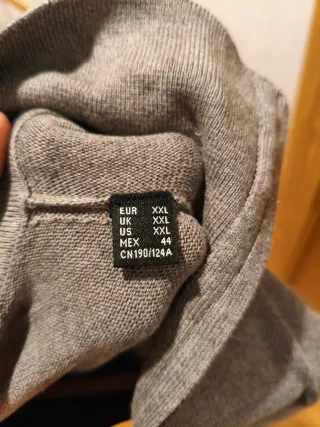 EUR XXL
UK XXL
US XXL
MEX 44
CN190/124A